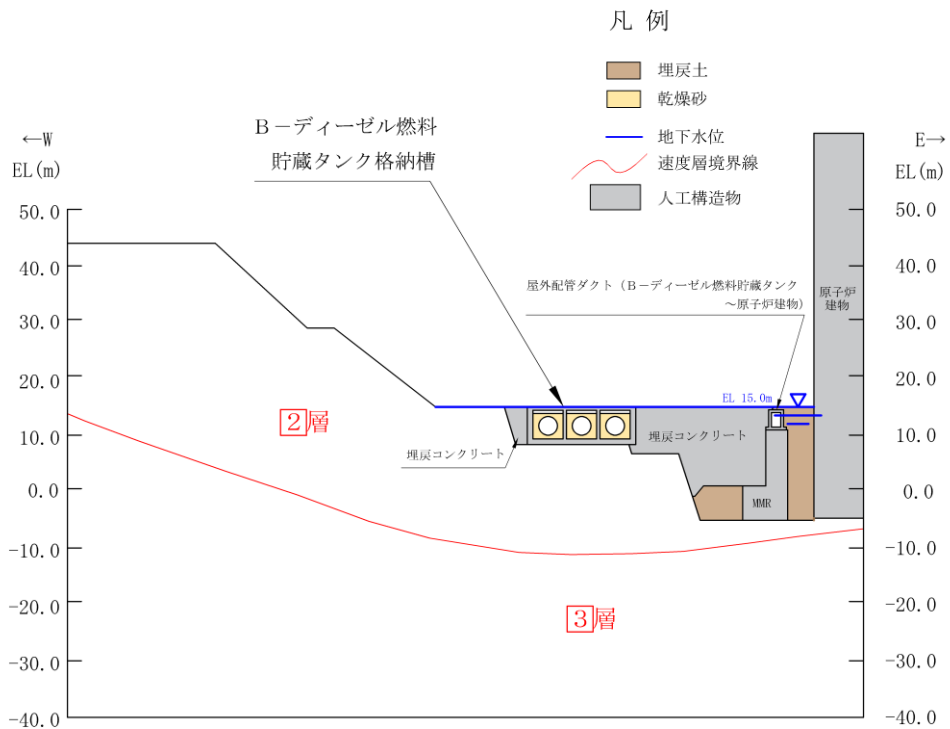 凡 例
埋戻土
乾燥砂
地下水位
速度層境界線
人工構造物
←W
EL(m)
E→
EL(m)
B－ディーゼル燃料
貯蔵タンク格納槽
屋外配管ダクト（B－ディーゼル燃料貯蔵タンク
～原子炉建物）
原子炉
建物
50.0
40.0
30.0
20.0
10.0
0.0
-10.0
-20.0
-30.0
-40.0
50.0
40.0
30.0
20.0
10.0
0.0
-10.0
-20.0
-30.0
-40.0
EL 15.0m
2層
埋戻コンクリート
埋戻コンクリート
MMR
3層